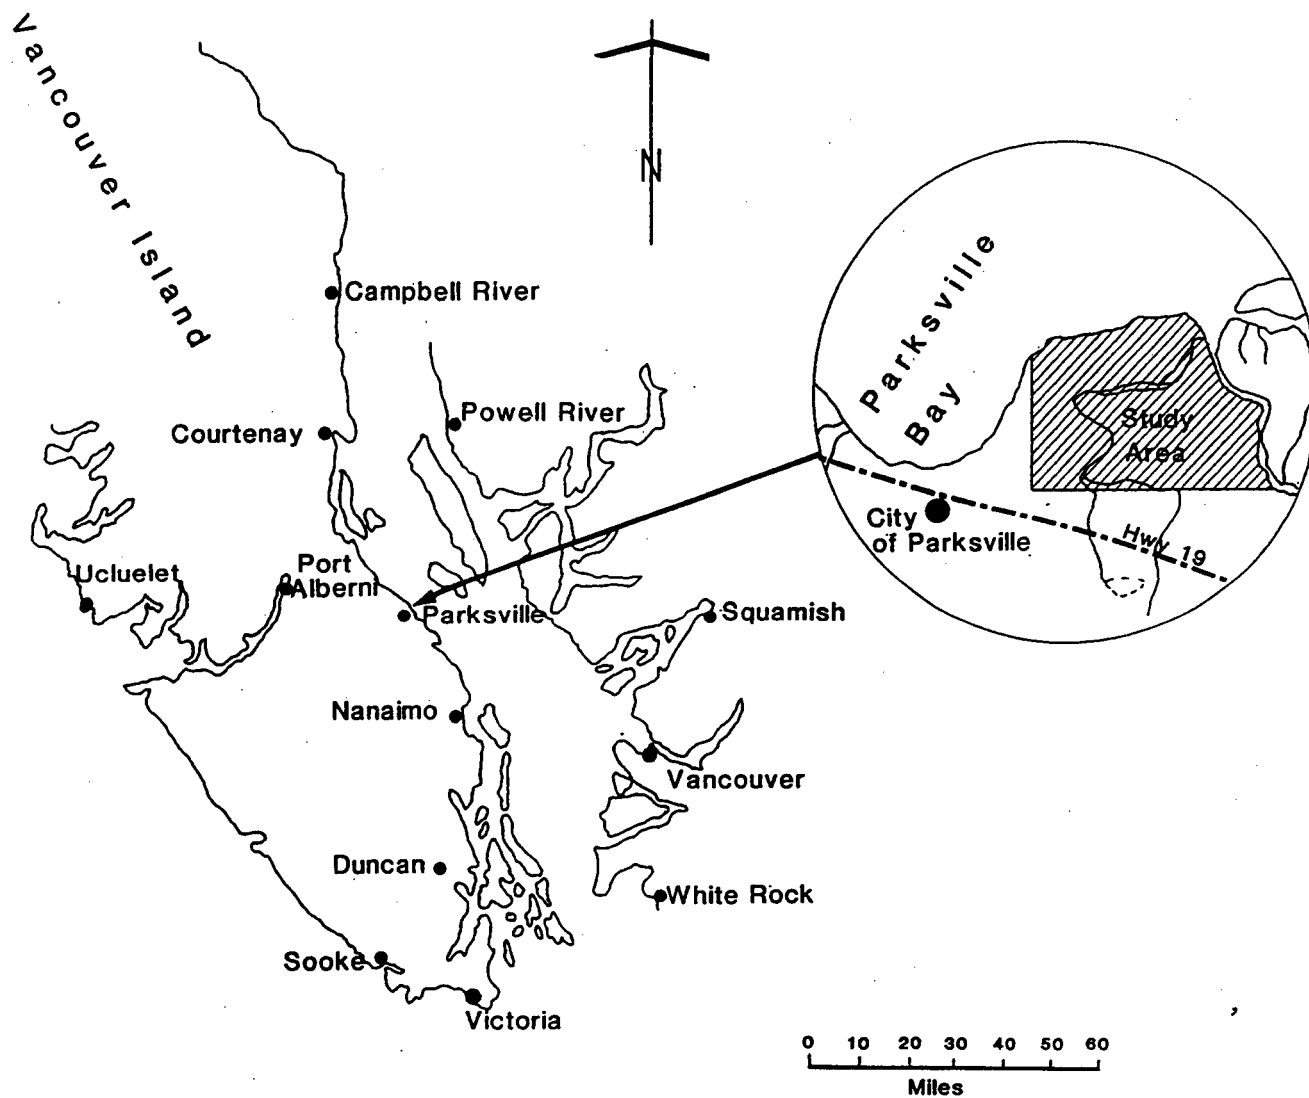 Vancouver Island
N
Campbell River
Parksville
Bay
Powell River
Courtenay
Study
Area
City
of Parksville
Hwy 19
Port
Alberni
Ucluelet
Parksville
Squamish
Nanaimo
Vancouver
Duncan
White Rock
Sooke
Victoria
0 10 20 30 40 50 60
Miles